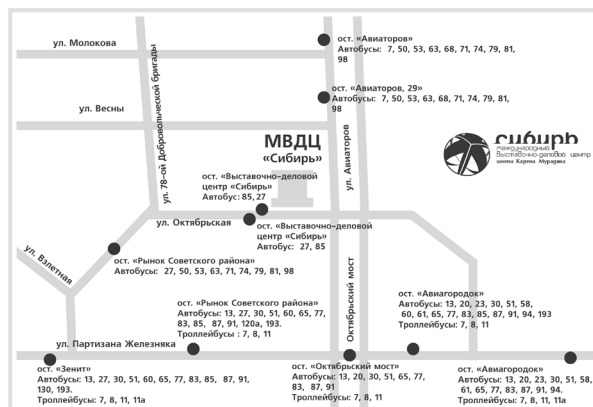 ост. «Авиаторов»
Автобусы: 7, 50, 53, 63, 68, 71, 74, 79, 81,
98
ул. Молокова
ост. «Авиаторов, 29»
Автобусы: 7, 50, 53, 63, 68, 71, 74, 79, 81,
98
ул. Весны
ул. 78-ой Добровольческой бригады
ул. Авиаторов
МВДЦ
«Сибирь»
сибирь
международный
выставочно-деловой центр
имени Карена Мурадяна
ост. «Выставочно-деловой
центр «Сибирь»
Автобус: 85,27
ул. Октябрьская
ост. «Выставочно-деловой
центр «Сибирь»
Автобус: 27, 85
ул. Взлетная
ост. «Рынок Советского района»
Автобусы: 27, 50, 53, 63, 71, 74, 79, 81, 98
Октябрьский мост
ост. «Рынок Советского района»
Автобусы: 13, 27, 30, 51, 60, 65, 77,
83, 85, 87, 91, 120а, 193.
Троллейбусы : 7, 8, 11
ост. «Авиагородок»
Автобусы: 13, 20, 23, 30, 51, 58,
60, 61, 65, 77, 83, 85, 87, 91, 94, 193
Троллейбусы: 7, 8, 11
ул. Партизана Железняка
ост. «Зенит»
Автобусы: 13, 27, 30, 51, 60, 65, 77, 83, 85, 87, 91,
130, 193.
Троллейбусы: 7, 8, 11, 11а
ост. «Октябрьский мост»
Автобусы: 13, 20, 30, 51, 65, 77,
83, 87, 91
Троллейбусы: 7, 8, 11
ост. «Авиагородок»
Автобусы: 13, 20, 23, 30, 51, 58,
61, 65, 77, 83, 87, 91, 94.
Троллейбусы: 7, 8, 11, 11а